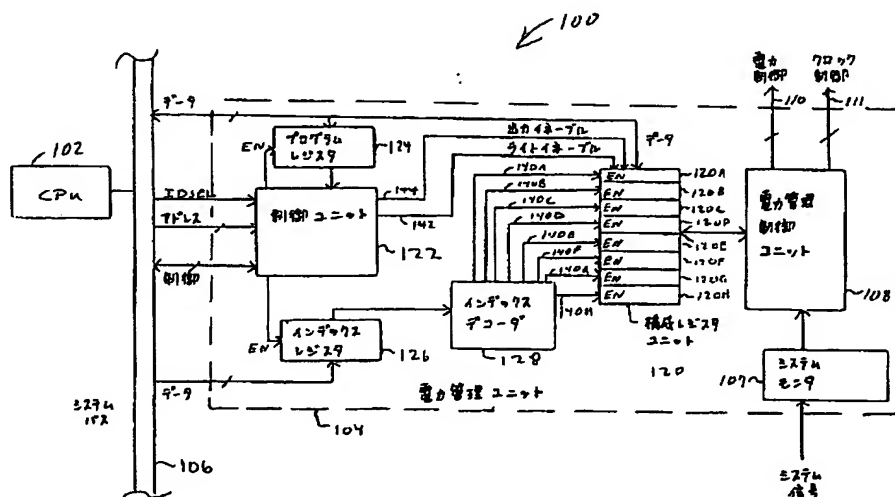 100
電力
制御
クロック
制御
110
111
データ
出力イネーブル
データ
102
CPU
EN
プログラム
レジスタ
124
ライトイネーブル
IDSEL
アドレス
制御
制御 ユニット
122
144
142
140A
140B
140C
140D
140E
140F
140G
140H
EN
EN
EN
EN
EN
EN
EN
EN
120A
120B
120C
120D
120E
120F
120G
120H
電力管理
制御
ユニット
108
EN
インデックス
レジスタ
126
インデックス
デコーダ
128
構成レジスタ
ユニット
120
107
システム
モニタ
データ
電力管理 ユニット
システム
バス
104
106
システム
信号